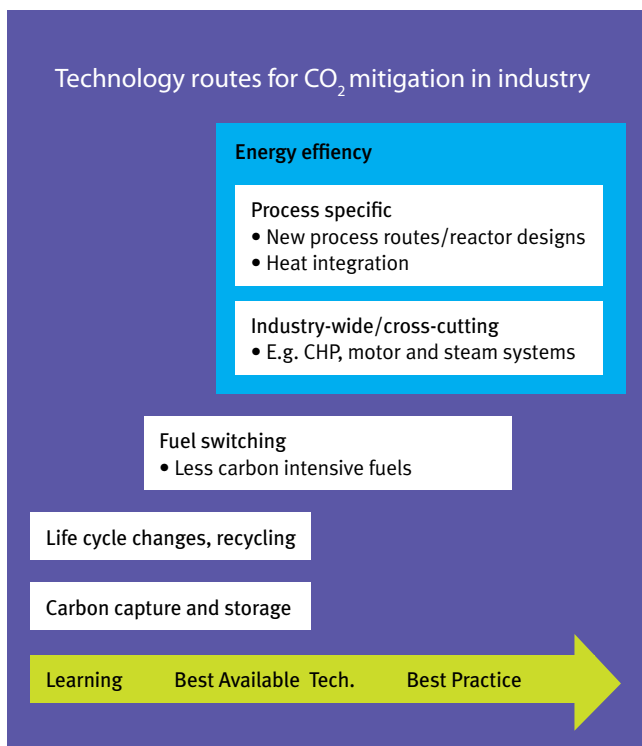 Technology routes for CO₂ mitigation in industry
Energy effiency
Process specific
• New process routes/reactor designs
• Heat integration
Industry-wide/cross-cutting
• E.g. CHP, motor and steam systems
Fuel switching
• Less carbon intensive fuels
Life cycle changes, recycling
Carbon capture and storage
Learning Best Available Tech. Best Practice